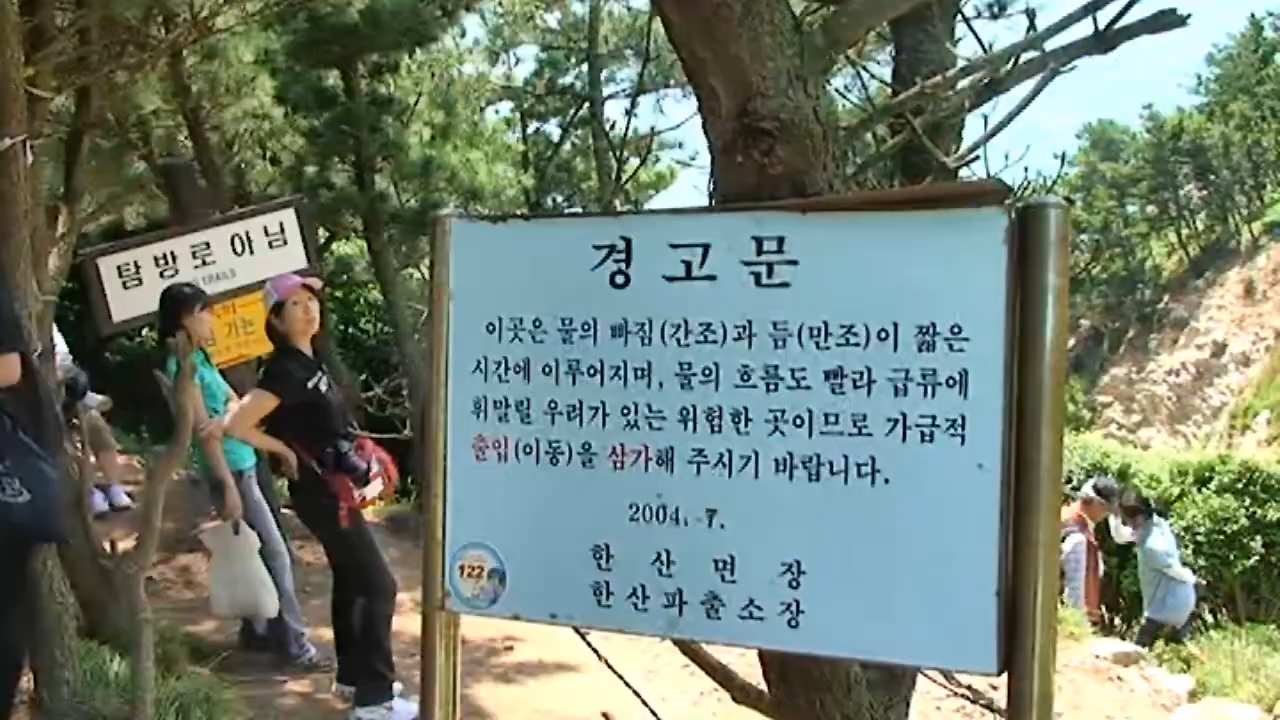 탐방로 아님
TRAILS
경고문
이곳은 물의 빠짐(간조)과 듬(만조)이 짧은
시간에 이루어지며, 물의 흐름도 빨라 급류에
휘말릴 우려가 있는 위험한 곳이므로 가급적
출입(이동)을 삼가해 주시기 바랍니다.
2004. 7.
한 산 면 장
한산파출소장
122